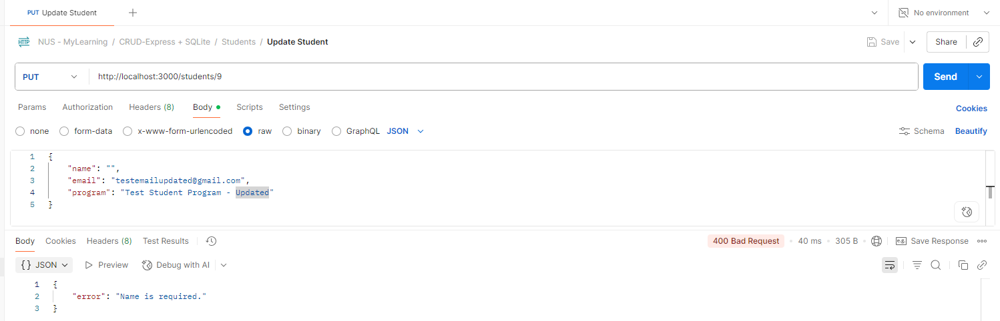 PUT Update Student
No environment
HTTP NUS - MyLearning / CRUD-Express + SQLite / Students / Update Student
Save
Share
PUT http://localhost:3000/students/9
Send
Params Authorization Headers (8) Body Scripts Settings
Cookies
none form-data x-www-form-urlencoded raw binary GraphQL JSON
Schema Beautify
1 {
2 "name": "",
3 "email": "testemailupdated@gmail.com",
4 "program": "Test Student Program - Updated"
5 }
Body Cookies Headers (8) Test Results
400 Bad Request • 40 ms • 305 B • e.g. Save Response
{} JSON Preview Debug with AI
1 {
2 "error": "Name is required."
3 }